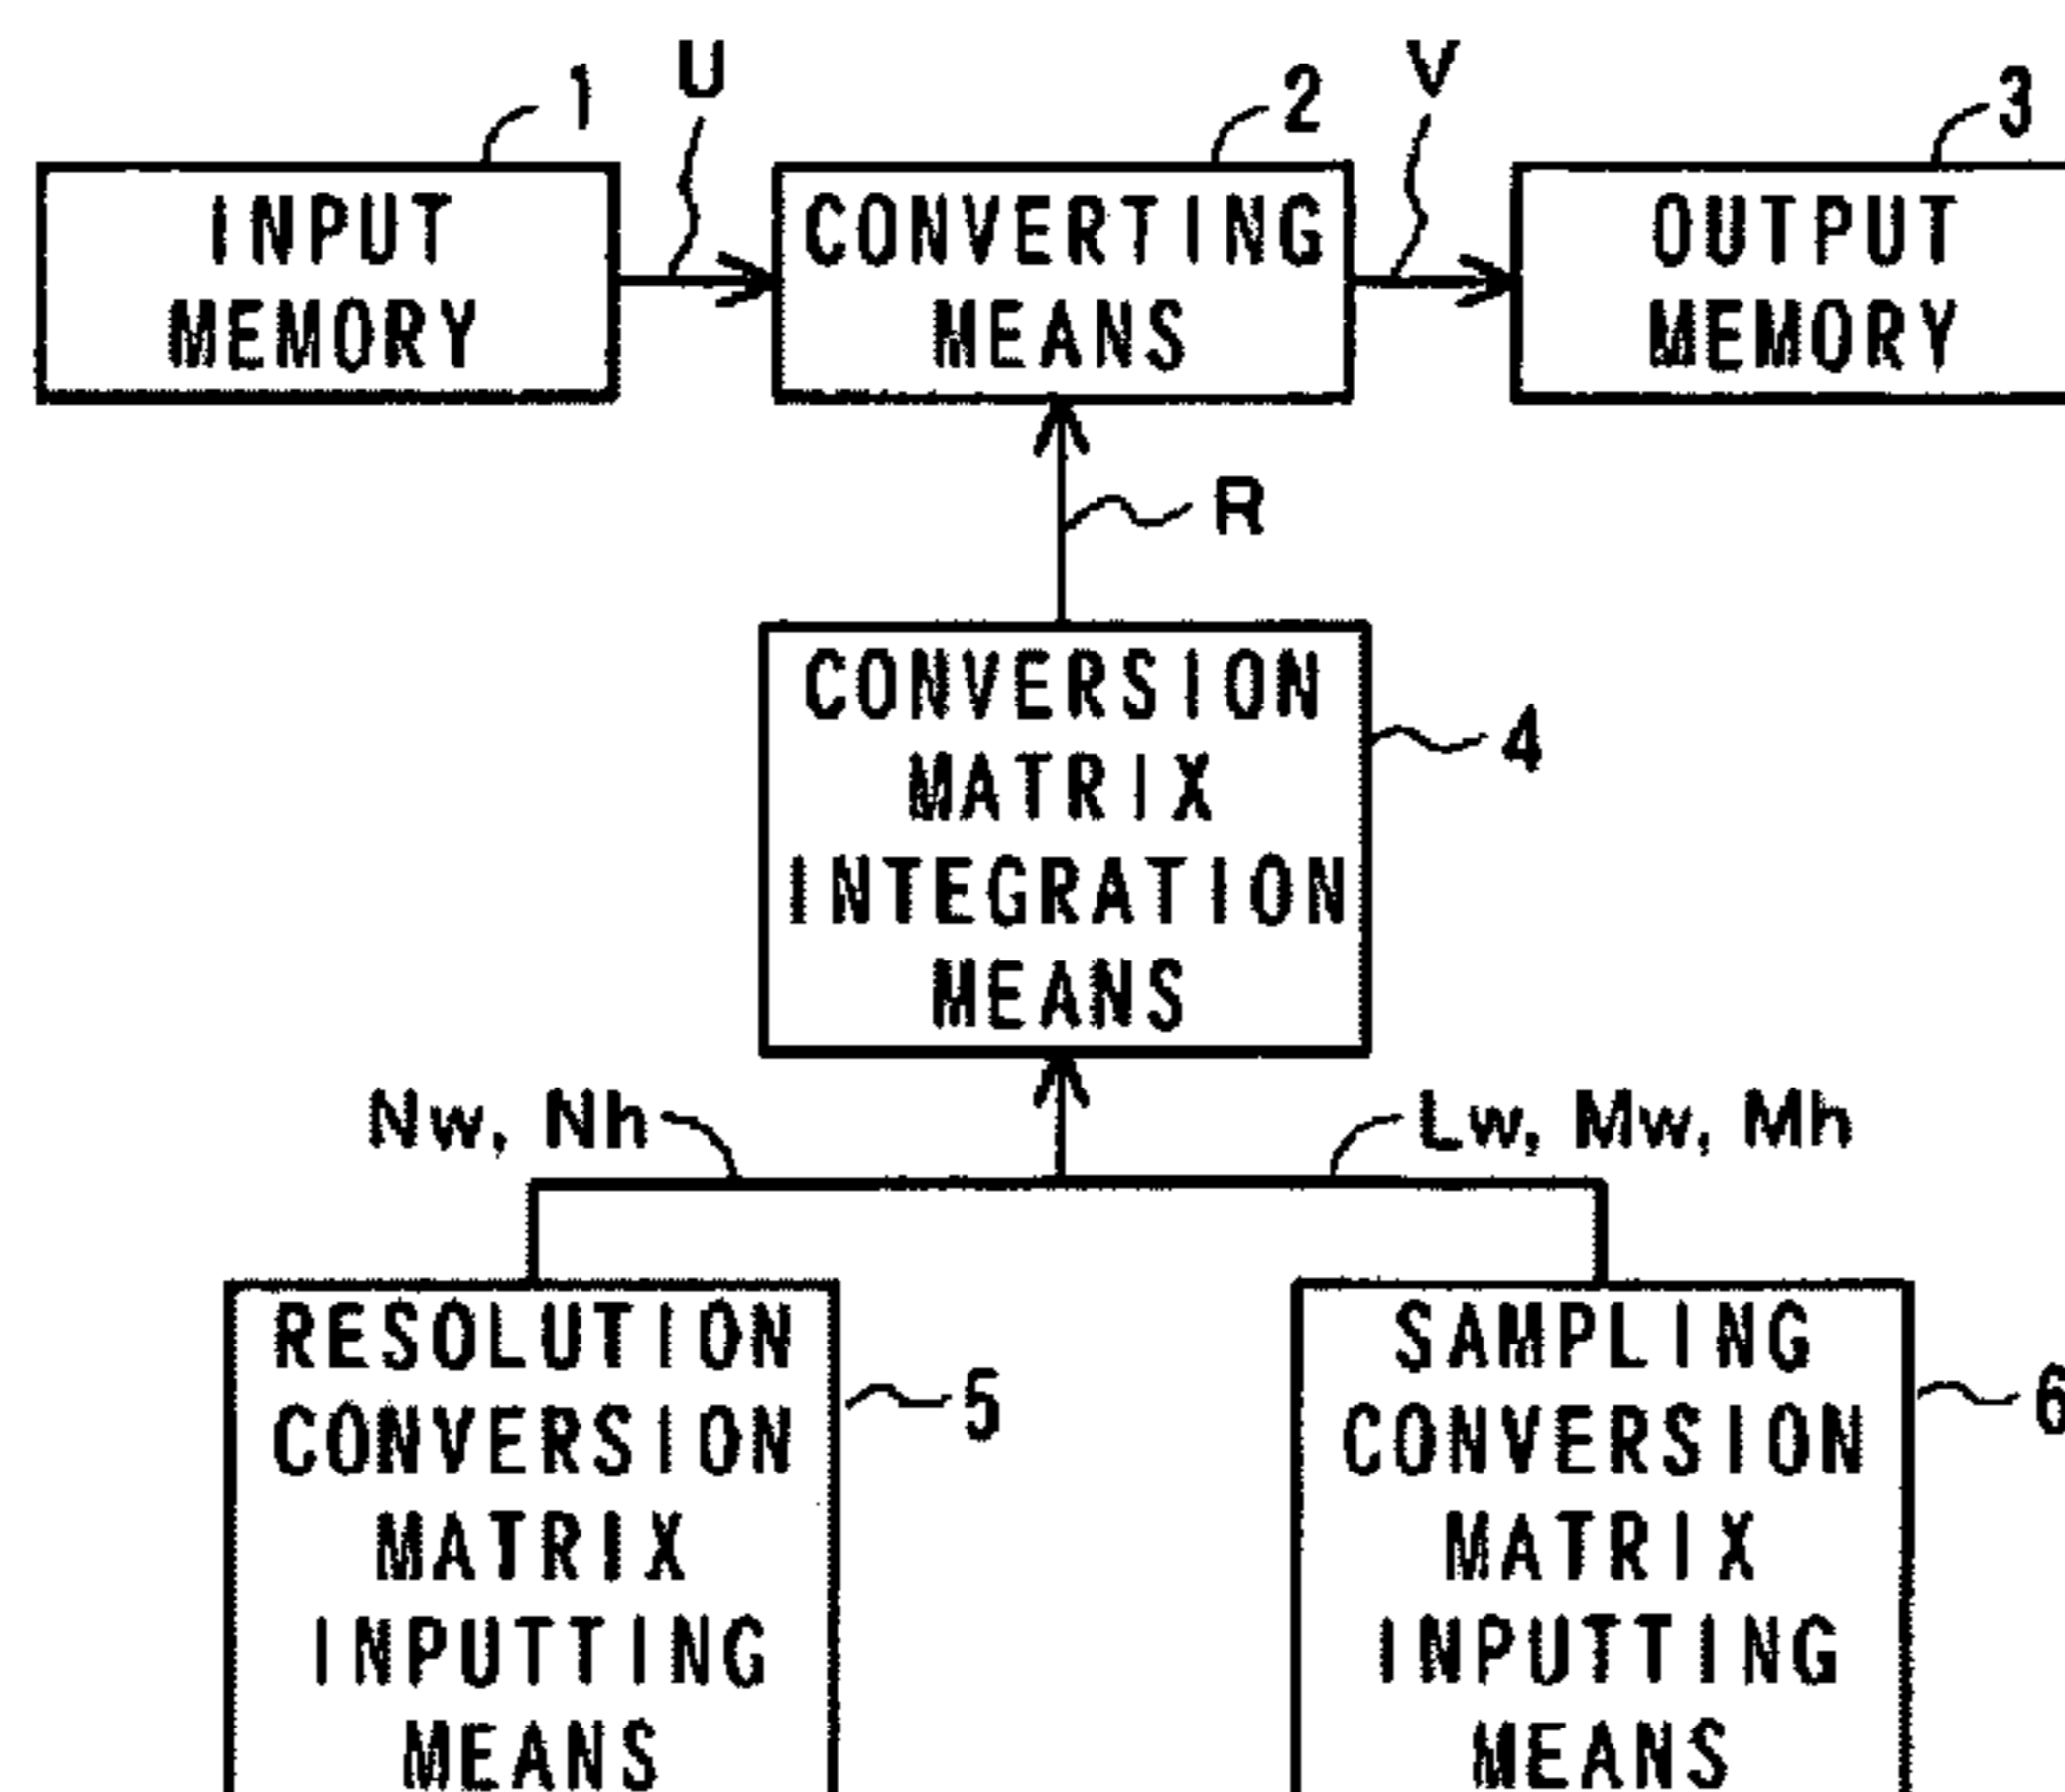 1 U 2 V 3
INPUT
MEMORY
CONVERTING
MEANS
OUTPUT
MEMORY
R
CONVERSION
MATRIX
INTEGRATION
MEANS
4
Nw, Nh
Lw, Mw, Mh
RESOLUTION
CONVERSION
MATRIX
INPUTTING
MEANS
5
SAMPLING
CONVERSION
MATRIX
INPUTTING
MEANS
6